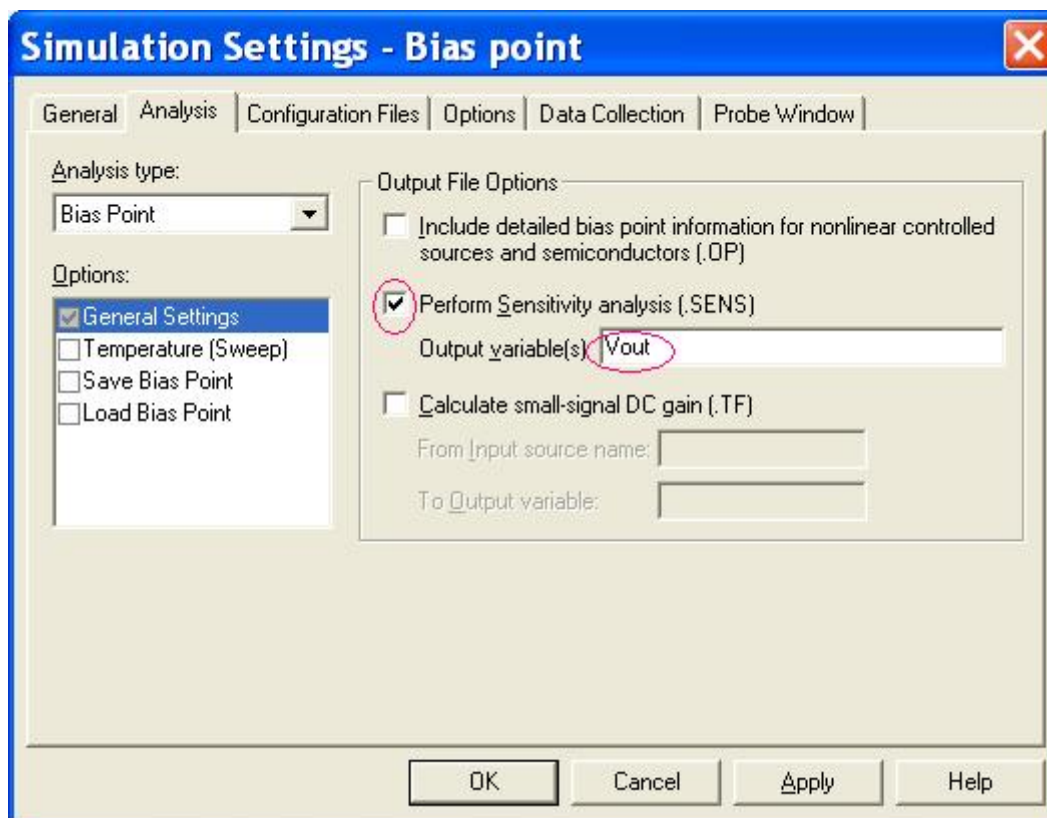 Simulation Settings - Bias point
General Analysis Configuration Files Options Data Collection Probe Window
Analysis type:
Bias Point
Options:
General Settings
Temperature (Sweep)
Save Bias Point
Load Bias Point
Output File Options
Include detailed bias point information for nonlinear controlled
sources and semiconductors (.OP)
Perform Sensitivity analysis (.SENS)
Output variable(s) Vout
Calculate small-signal DC gain (.TF)
From Input source name:
To Output variable:
OK Cancel Apply Help